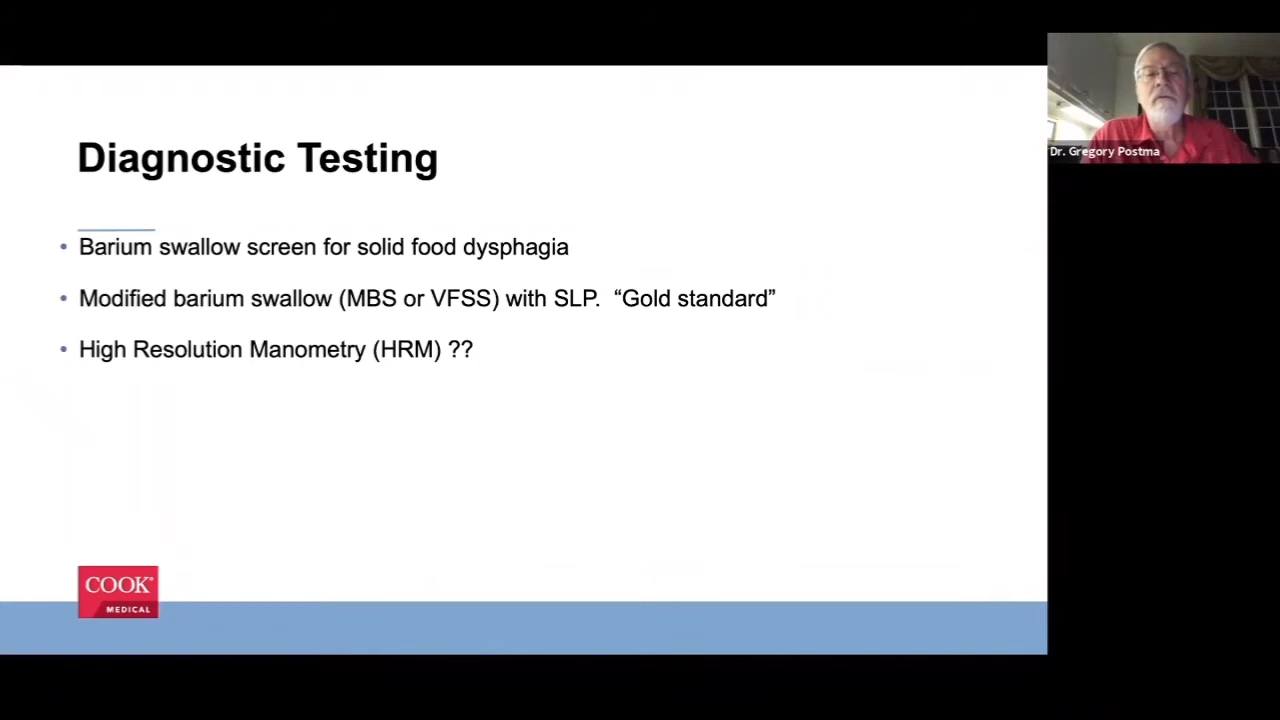 Diagnostic Testing
• Barium swallow screen for solid food dysphagia
• Modified barium swallow (MBS or VFSS) with SLP.  “Gold standard”
• High Resolution Manometry (HRM) ??
COOK®
MEDICAL
Dr. Gregory Postma